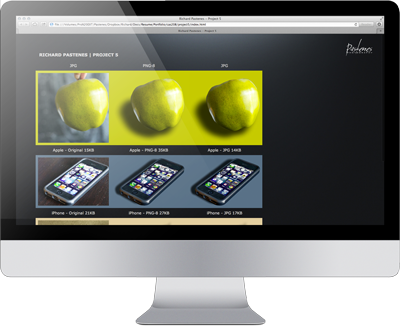 Richard Pastenes - Project 5
Richard Pastenes - Project 5
RICHARD PASTENES | PROJECT 5
Pastenes
JPG PNG-8 JPG
Apple - Original 15KB Apple - PNG-8 35KB Apple - JPG 14KB
iPhone - Original 21KB iPhone - PNG-8 27KB iPhone - JPG 17KB